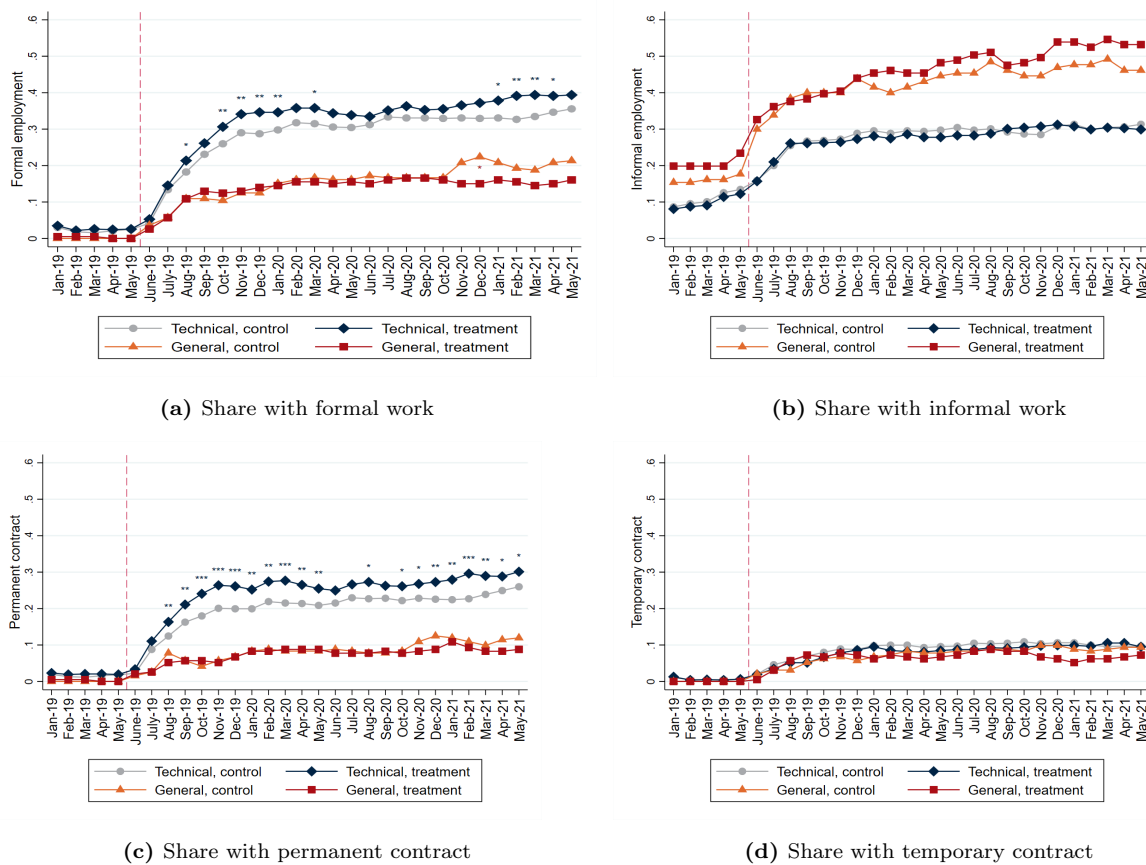 Formal employment
0 .1 .2 .3 .4 .5 .6
* ** ** ** ** * * ** ** *
*
Jan-19 Feb-19 Mar-19 Apr-19 May-19 June-19 July-19 Aug-19 Sep-19 Oct-19 Nov-19 Dec-19 Jan-20 Feb-20 Mar-20 Apr-20 May-20 Jun-20 July-20 Aug-20 Sep-20 Oct-20 Nov-20 Dec-20 Jan-21 Feb-21 Mar-21 Apr-21 May-21
Technical, control Technical, treatment
General, control General, treatment
(a) Share with formal work
Informal employment
0 .1 .2 .3 .4 .5 .6
Jan-19 Feb-19 Mar-19 Apr-19 May-19 June-19 July-19 Aug-19 Sep-19 Oct-19 Nov-19 Dec-19 Jan-20 Feb-20 Mar-20 Apr-20 May-20 Jun-20 July-20 Aug-20 Sep-20 Oct-20 Nov-20 Dec-20 Jan-21 Feb-21 Mar-21 Apr-21 May-21
Technical, control Technical, treatment
General, control General, treatment
(b) Share with informal work
Permanent contract
0 .1 .2 .3 .4 .5 .6
** ** *** *** *** ** ** *** ** ** * * * ** ** *** ** * *
Jan-19 Feb-19 Mar-19 Apr-19 May-19 June-19 July-19 Aug-19 Sep-19 Oct-19 Nov-19 Dec-19 Jan-20 Feb-20 Mar-20 Apr-20 May-20 Jun-20 July-20 Aug-20 Sep-20 Oct-20 Nov-20 Dec-20 Jan-21 Feb-21 Mar-21 Apr-21 May-21
Technical, control Technical, treatment
General, control General, treatment
(c) Share with permanent contract
Temporary contract
0 .1 .2 .3 .4 .5 .6
Jan-19 Feb-19 Mar-19 Apr-19 May-19 June-19 July-19 Aug-19 Sep-19 Oct-19 Nov-19 Dec-19 Jan-20 Feb-20 Mar-20 Apr-20 May-20 Jun-20 July-20 Aug-20 Sep-20 Oct-20 Nov-20 Dec-20 Jan-21 Feb-21 Mar-21 Apr-21 May-21
Technical, control Technical, treatment
General, control General, treatment
(d) Share with temporary contract